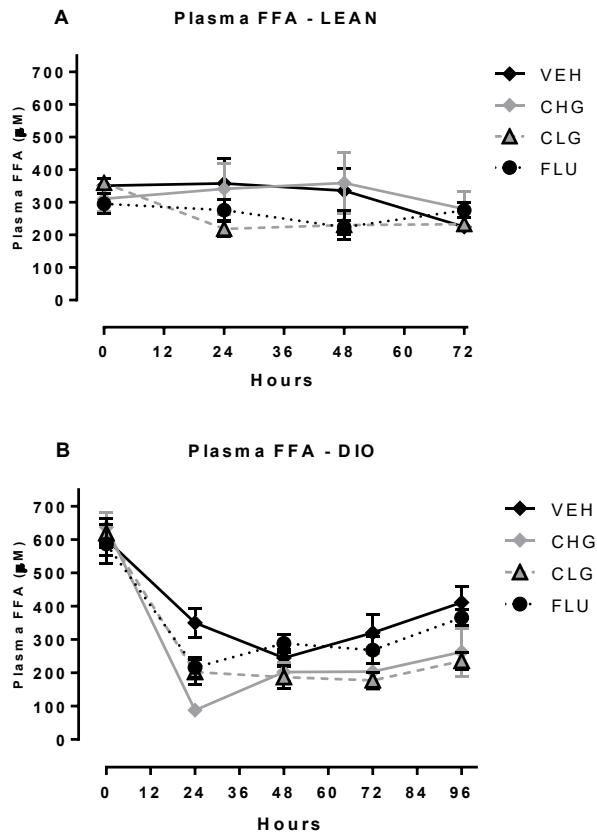 A
Plasma FFA - LEAN
Plasma FFA (µM)
700
600
500
400
300
200
100
0
0 12 24 36 48 60 72
Hours
VEH
CHG
CLG
FLU
B
Plasma FFA - DIO
Plasma FFA (µM)
700
600
500
400
300
200
100
0
0 12 24 36 48 60 72 84 96
Hours
VEH
CHG
CLG
FLU